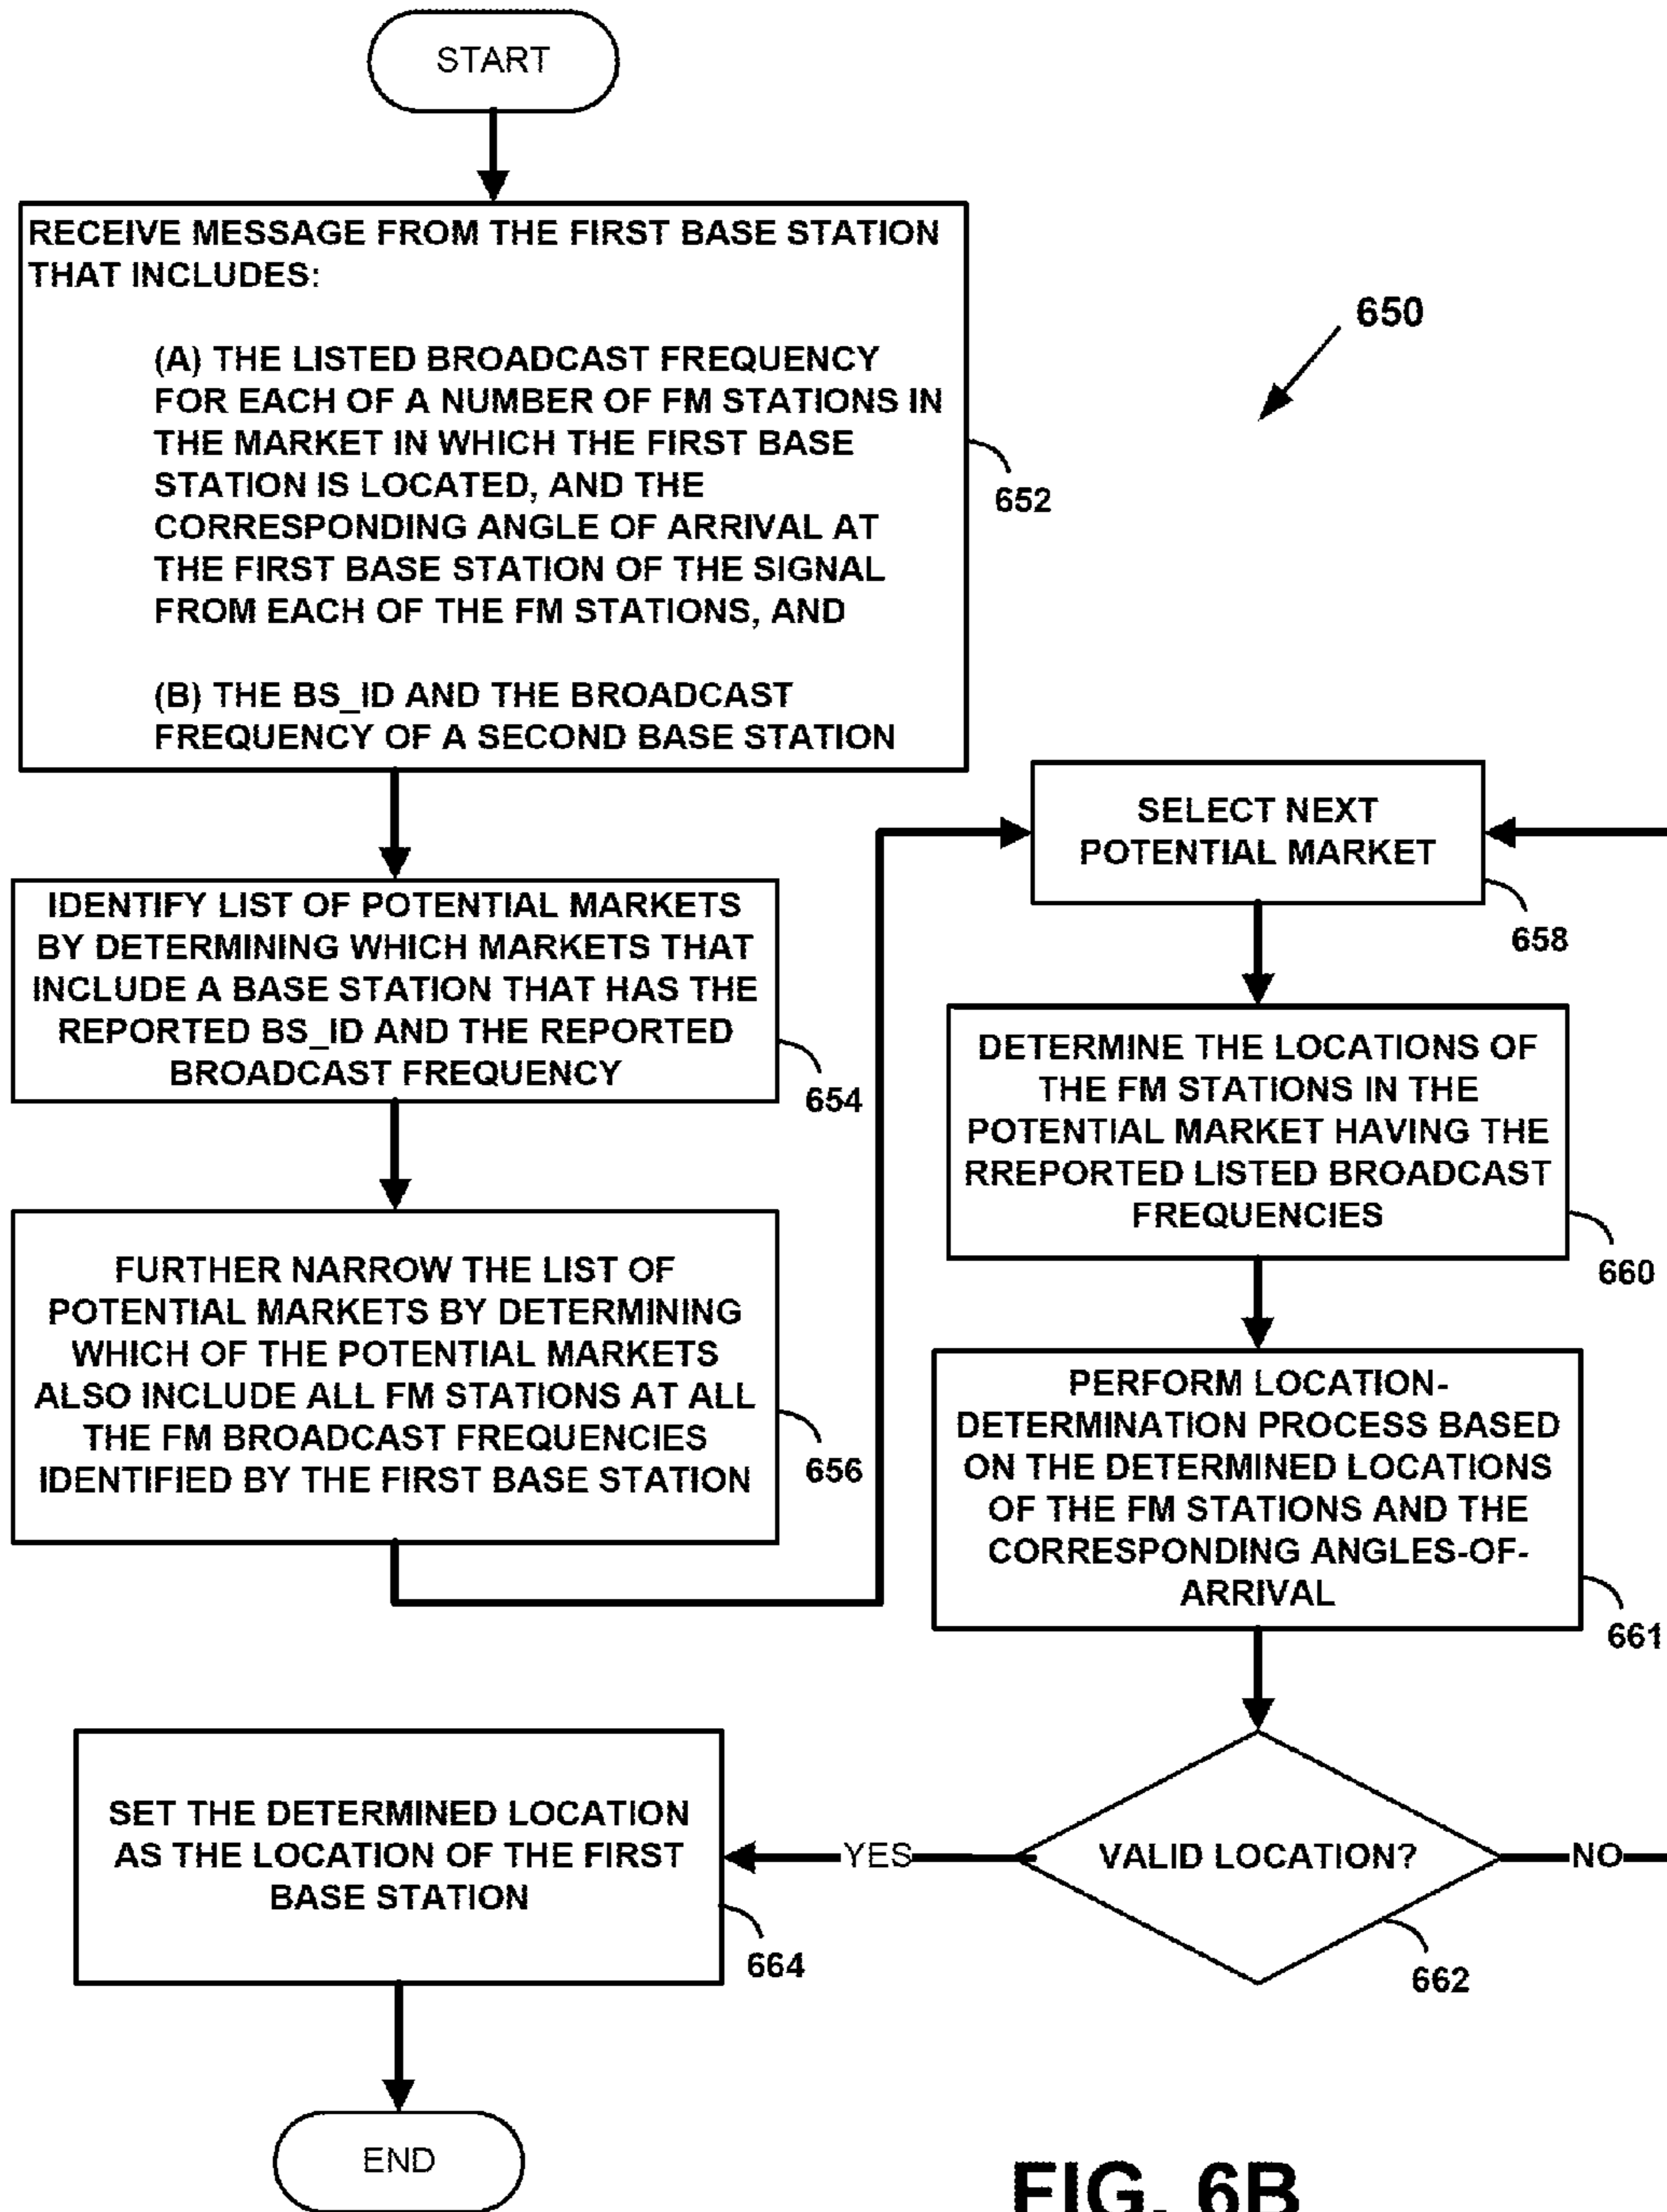 START
RECEIVE MESSAGE FROM THE FIRST BASE STATION
THAT INCLUDES:
(A) THE LISTED BROADCAST FREQUENCY
FOR EACH OF A NUMBER OF FM STATIONS IN
THE MARKET IN WHICH THE FIRST BASE
STATION IS LOCATED, AND THE
CORRESPONDING ANGLE OF ARRIVAL AT
THE FIRST BASE STATION OF THE SIGNAL
FROM EACH OF THE FM STATIONS, AND
(B) THE BS_ID AND THE BROADCAST
FREQUENCY OF A SECOND BASE STATION
652
650
IDENTIFY LIST OF POTENTIAL MARKETS
BY DETERMINING WHICH MARKETS THAT
INCLUDE A BASE STATION THAT HAS THE
REPORTED BS_ID AND THE REPORTED
BROADCAST FREQUENCY
654
FURTHER NARROW THE LIST OF
POTENTIAL MARKETS BY DETERMINING
WHICH OF THE POTENTIAL MARKETS
ALSO INCLUDE ALL FM STATIONS AT ALL
THE FM BROADCAST FREQUENCIES
IDENTIFIED BY THE FIRST BASE STATION
656
SELECT NEXT
POTENTIAL MARKET
658
DETERMINE THE LOCATIONS OF
THE FM STATIONS IN THE
POTENTIAL MARKET HAVING THE
RREPORTED LISTED BROADCAST
FREQUENCIES
660
PERFORM LOCATION-
DETERMINATION PROCESS BASED
ON THE DETERMINED LOCATIONS
OF THE FM STATIONS AND THE
CORRESPONDING ANGLES-OF-
ARRIVAL
661
VALID LOCATION?
662
NO
YES
SET THE DETERMINED LOCATION
AS THE LOCATION OF THE FIRST
BASE STATION
664
END
FIG. 6B